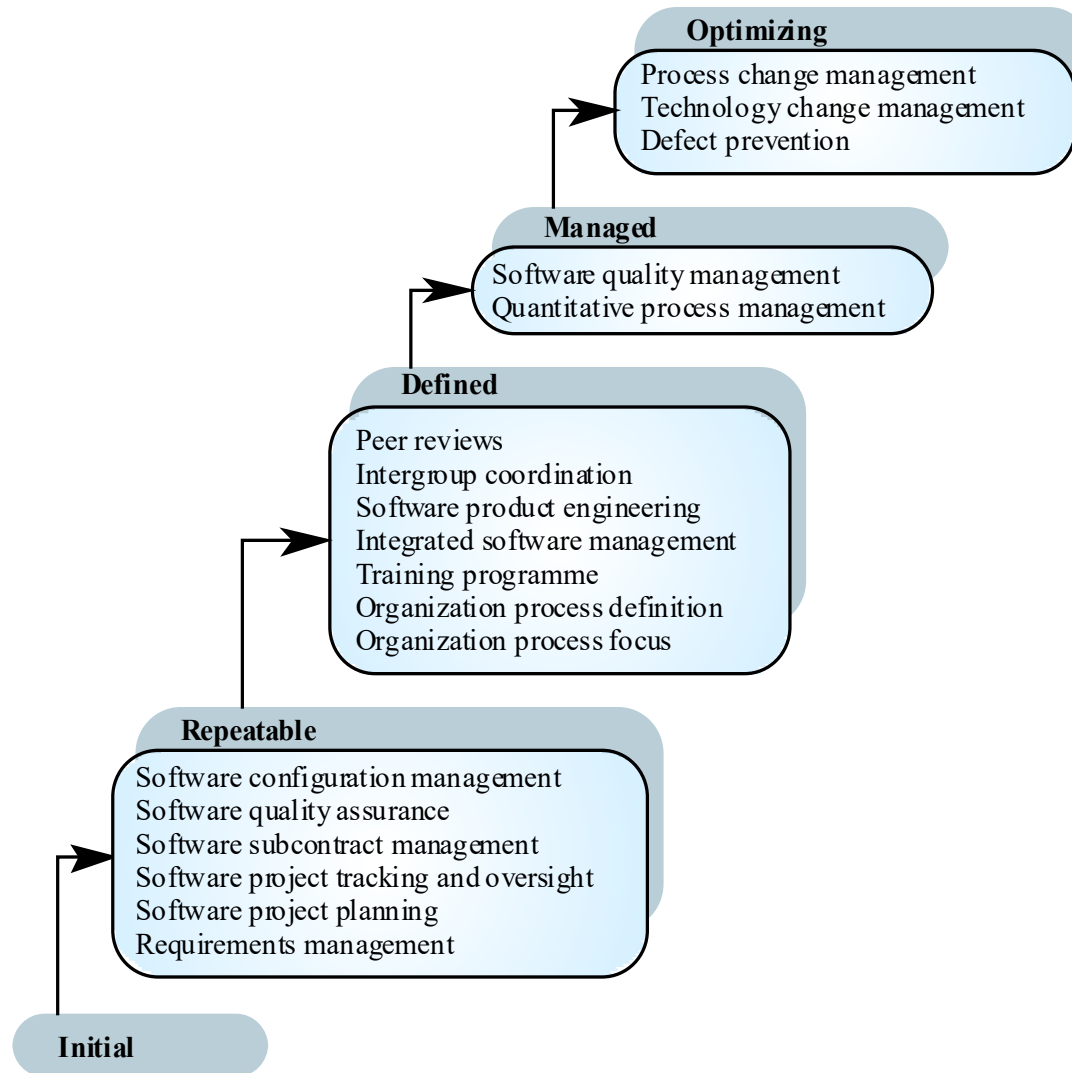 Optimizing
Process change management
Technology change management
Defect prevention
Managed
Software quality management
Quantitative process management
Defined
Peer reviews
Intergroup coordination
Software product engineering
Integrated software management
Training programme
Organization process definition
Organization process focus
Repeatable
Software configuration management
Software quality assurance
Software subcontract management
Software project tracking and oversight
Software project planning
Requirements management
Initial